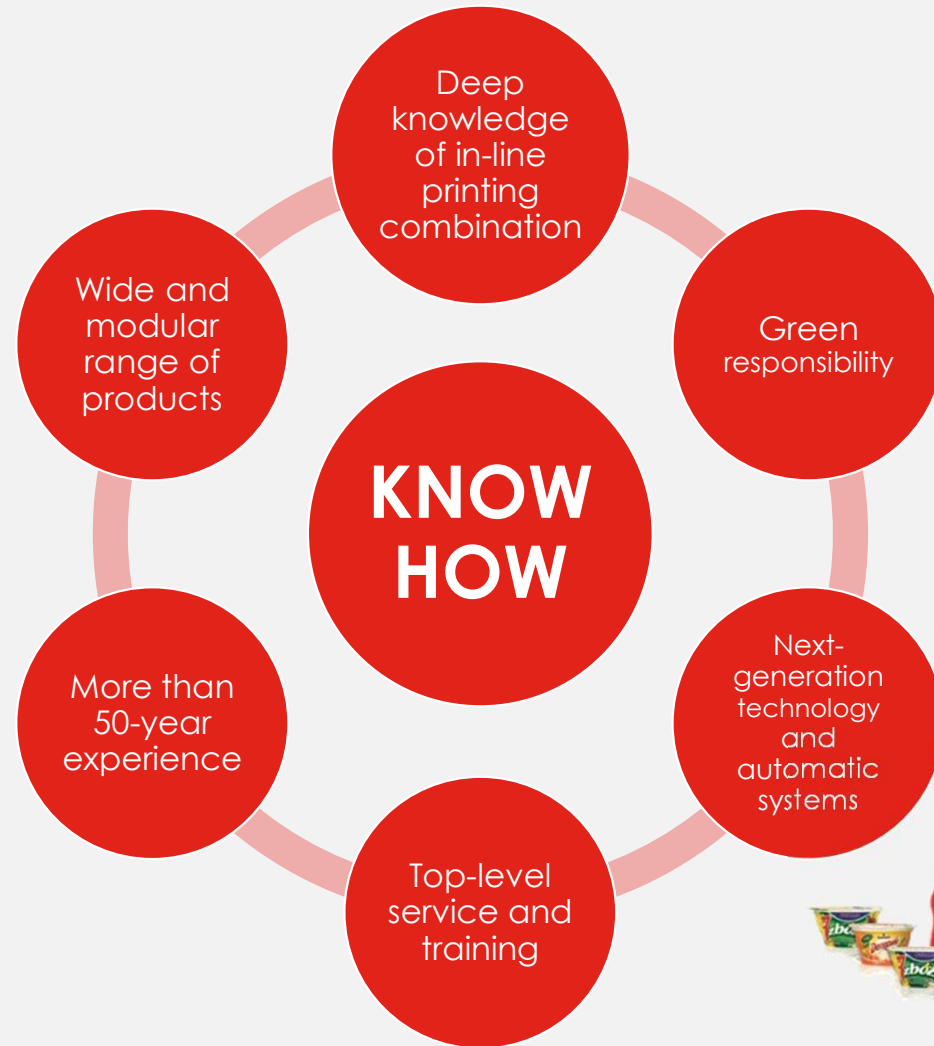 Deep
knowledge
of in-line
printing
combination
Green
responsibility
Next-
generation
technology
and
automatic
systems
Top-level
service and
training
More than
50-year
experience
Wide and
modular
range of
products
KNOW
HOW